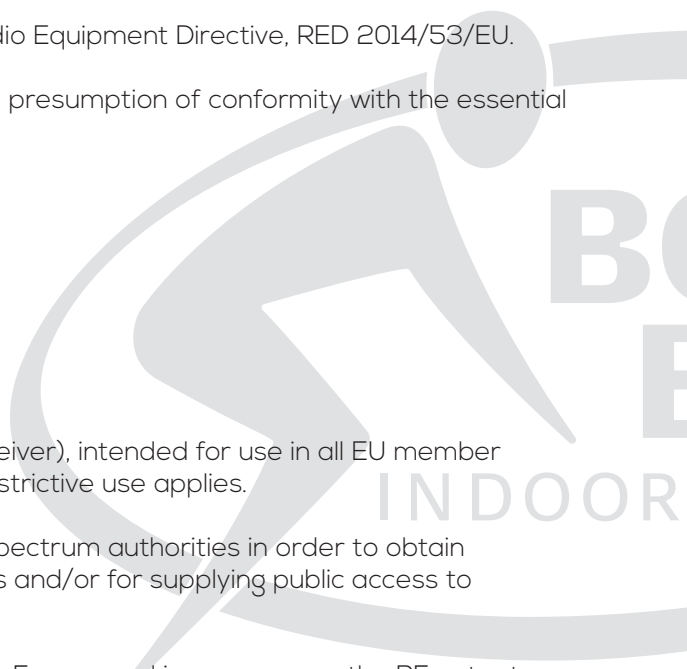 dio Equipment Directive, RED 2014/53/EU.
presumption of conformity with the essential
eiver), intended for use in all EU member
strictive use applies.
INDOOR
pectrum authorities in order to obtain
s and/or for supplying public access to